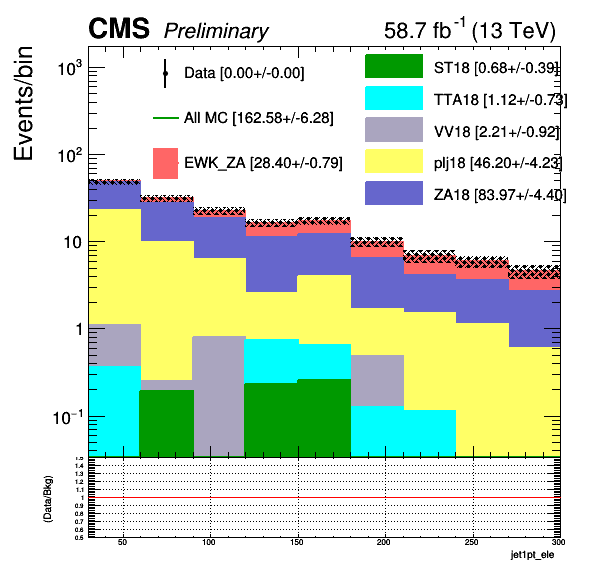 CMS Preliminary 58.7 fb⁻¹ (13 TeV)
Events/bin
10³
10²
10
1
10⁻¹
Data [0.00+/-0.00]
All MC [162.58+/-6.28]
EWK_ZA [28.40+/-0.79]
ST18 [0.68+/-0.39]
TTA18 [1.12+/-0.73]
VV18 [2.21+/-0.92]
plj18 [46.20+/-4.23]
ZA18 [83.97+/-4.40]
(Data/Bkg)
1.5
1.4
1.3
1.2
1.1
1
0.9
0.8
0.7
0.6
0.5
50 100 150 200 250 300
jet1pt_ele